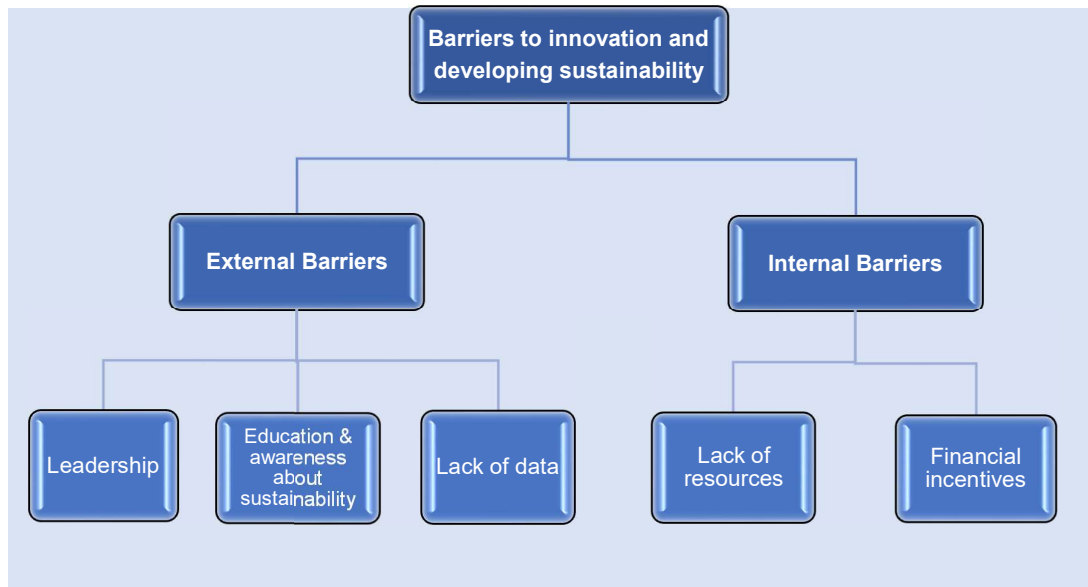 Barriers to innovation and
developing sustainability
External Barriers
Internal Barriers
Leadership
Education &
awareness
about
sustainability
Lack of data
Lack of
resources
Financial
incentives